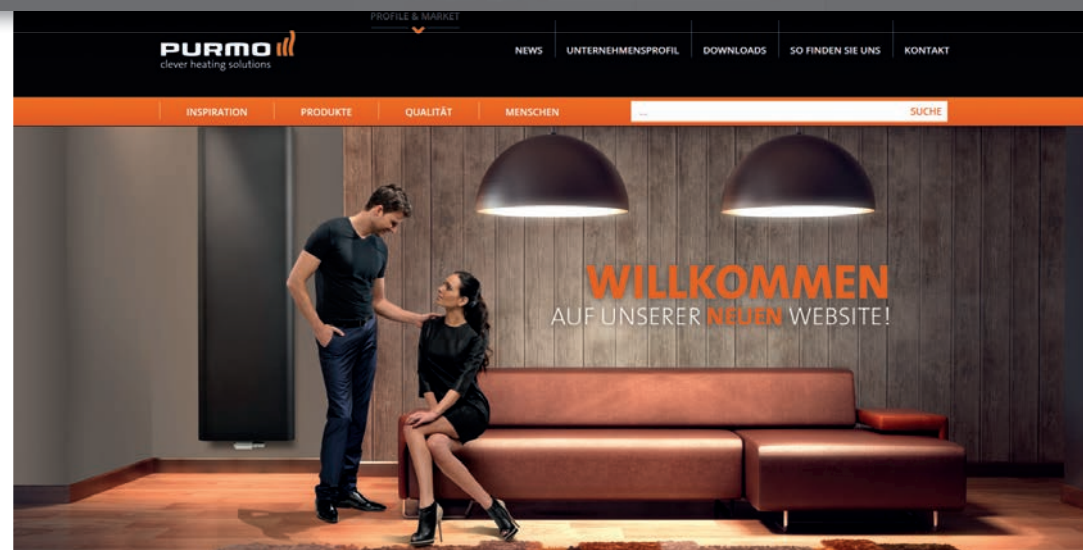 PROFILE & MARKET
PURMO
clever heating solutions
NEWS
UNTERNEHMENSPROFIL
DOWNLOADS
SO FINDEN SIE UNS
KONTAKT
INSPIRATION
PRODUKTE
QUALITÄT
MENSCHEN
...
SUCHE
WILLKOMMEN
AUF UNSERER NEUEN WEBSITE!